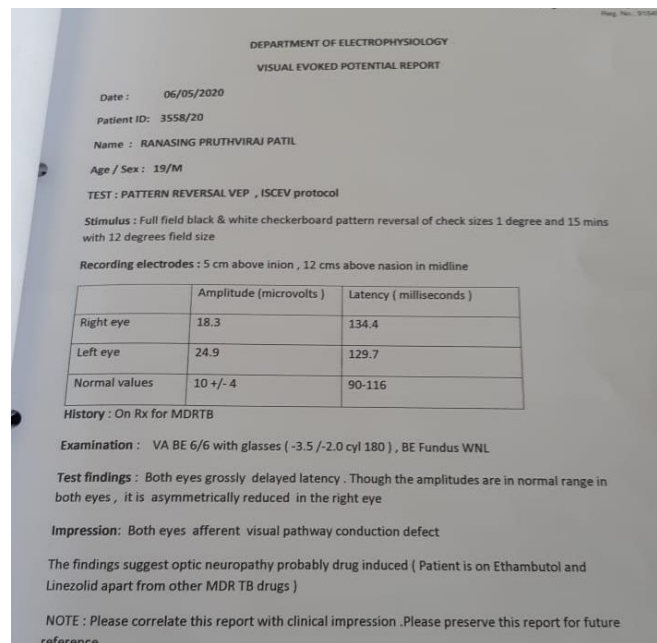 Reg. No. 9154
DEPARTMENT OF ELECTROPHYSIOLOGY
VISUAL EVOKED POTENTIAL REPORT
Date : 06/05/2020
Patient ID: 3558/20
Name : RANASING PRUTHVIRAJ PATIL
Age / Sex : 19/M
TEST : PATTERN REVERSAL VEP , ISCEV protocol
Stimulus : Full field black & white checkerboard pattern reversal of check sizes 1 degree and 15 mins
with 12 degrees field size
Recording electrodes : 5 cm above inion , 12 cms above nasion in midline
Amplitude (microvolts ) Latency ( milliseconds )
Right eye 18.3 134.4
Left eye 24.9 129.7
Normal values 10 +/- 4 90-116
History : On Rx for MDRTB
Examination : VA BE 6/6 with glasses ( -3.5 /-2.0 cyl 180 ) , BE Fundus WNL
Test findings : Both eyes grossly delayed latency . Though the amplitudes are in normal range in
both eyes , it is asymmetrically reduced in the right eye
Impression: Both eyes afferent visual pathway conduction defect
The findings suggest optic neuropathy probably drug induced ( Patient is on Ethambutol and
Linezolid apart from other MDR TB drugs )
NOTE : Please correlate this report with clinical impression .Please preserve this report for future
reference